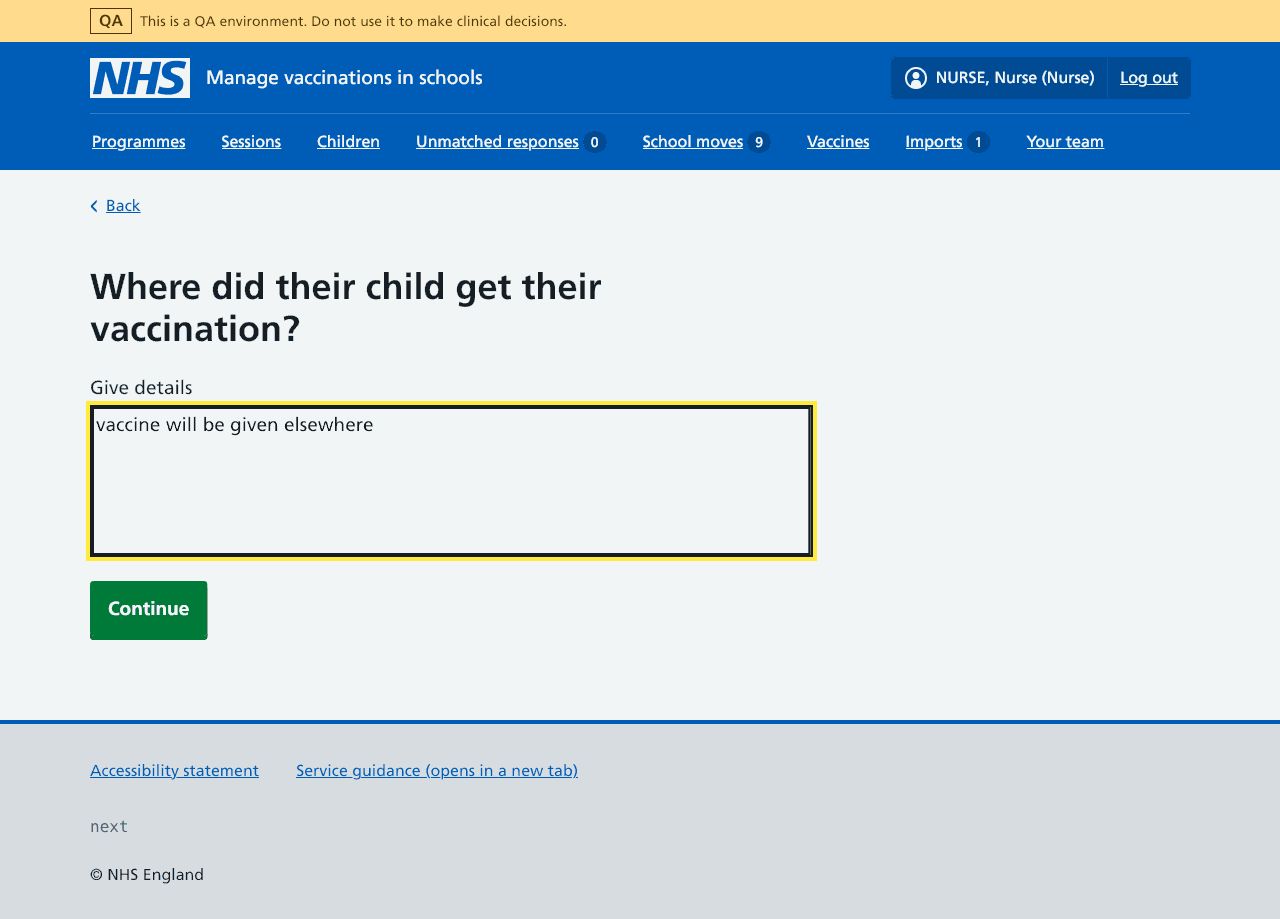 QA This is a QA environment. Do not use it to make clinical decisions.
NHS Manage vaccinations in schools NURSE, Nurse (Nurse) Log out
Programmes Sessions Children Unmatched responses 0 School moves 9 Vaccines Imports 1 Your team
Back
Where did their child get their
vaccination?
Give details
vaccine will be given elsewhere
Continue
Accessibility statement Service guidance (opens in a new tab)
next
© NHS England